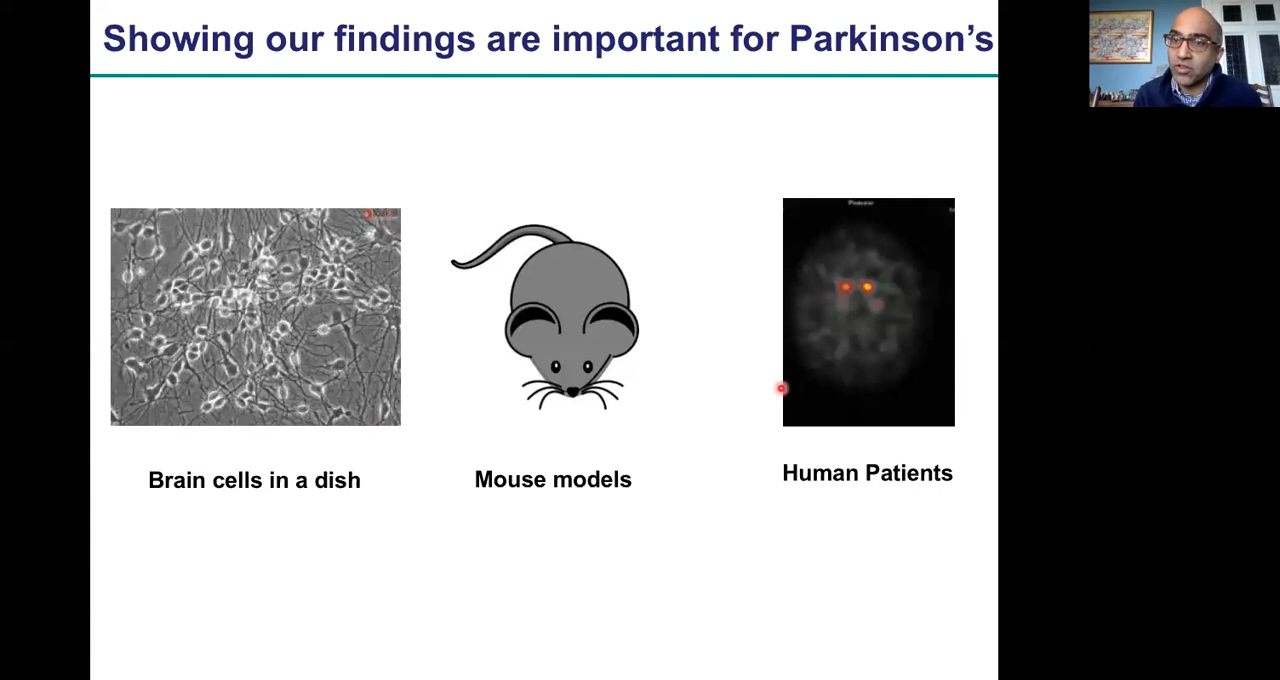 Showing our findings are important for Parkinson’s
Brain cells in a dish
Mouse models
Human Patients